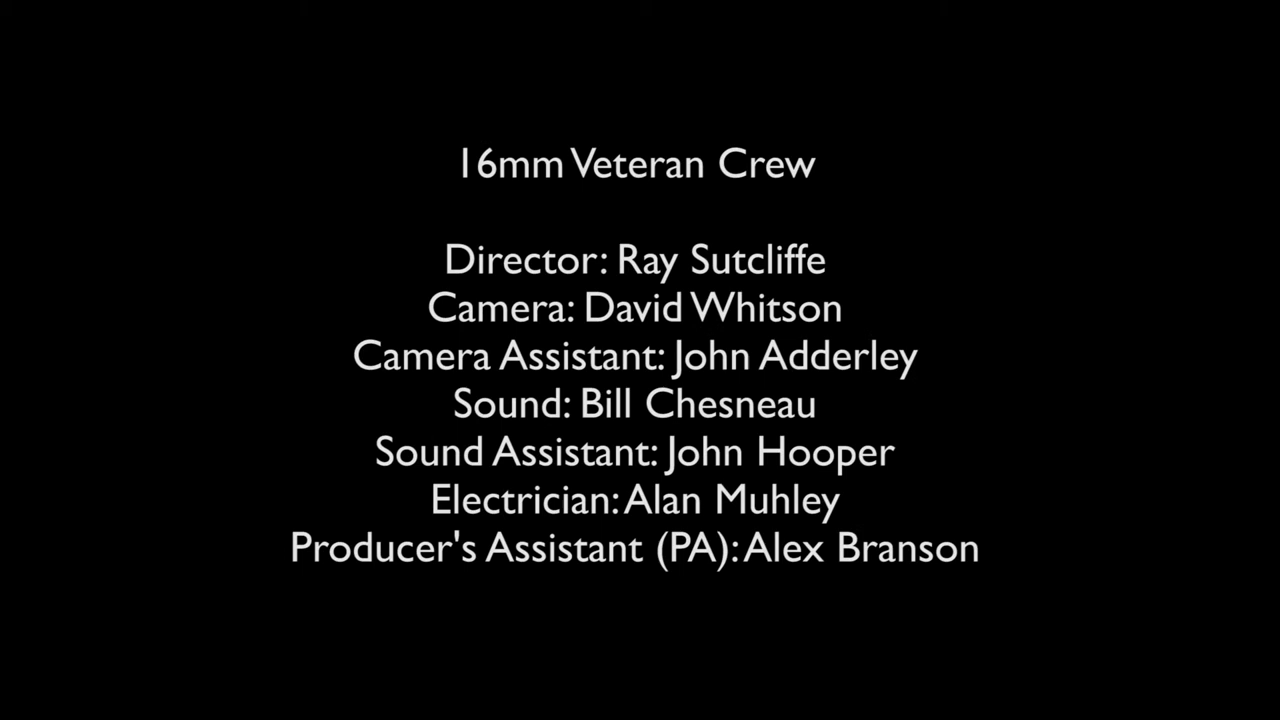 16mm Veteran Crew
Director: Ray Sutcliffe
Camera: David Whitson
Camera Assistant: John Adderley
Sound: Bill Chesneau
Sound Assistant: John Hooper
Electrician: Alan Muhley
Producer's Assistant (PA): Alex Branson